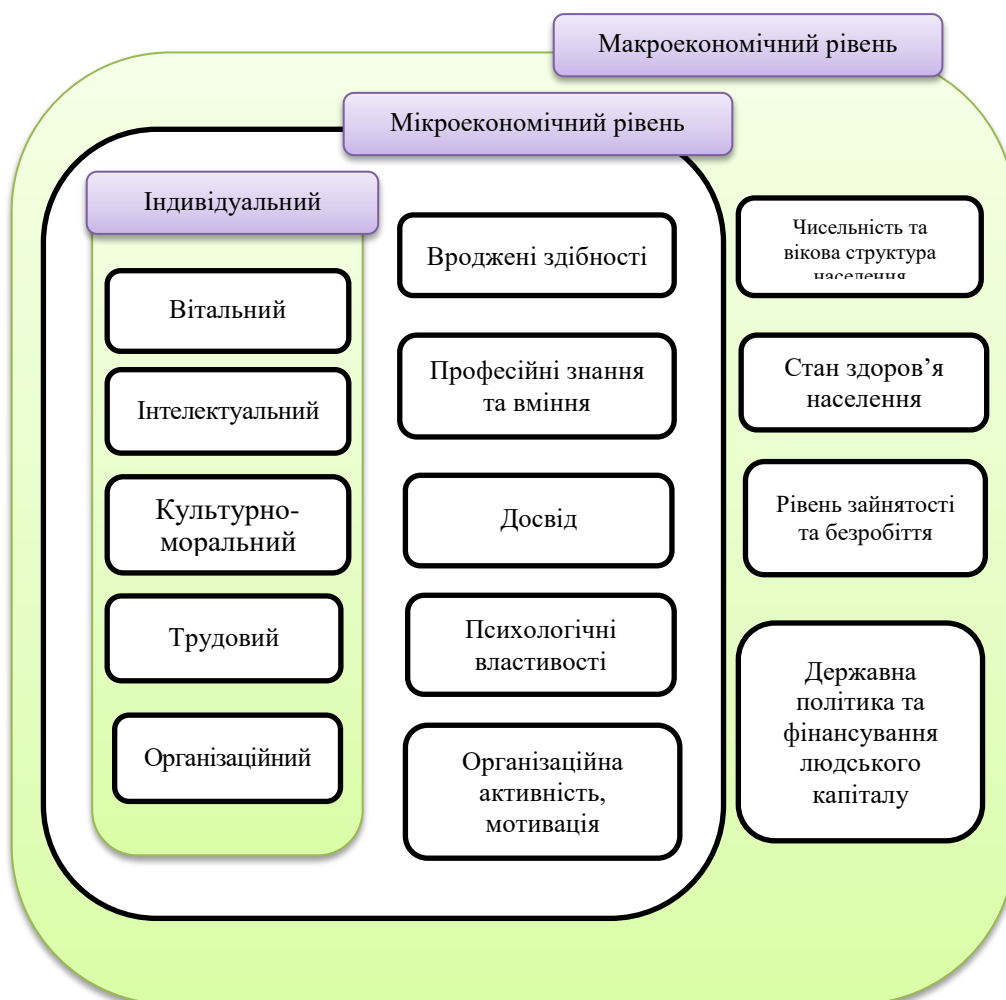 Макроекономічний рівень
Мікроекономічний рівень
Індивідуальний
Вітальний
Інтелектуальний
Культурно-
моральний
Трудовий
Організаційний
Вроджені здібності
Професійні знання
та вміння
Досвід
Психологічні
властивості
Організаційна
активність,
мотивація
Чисельність та
вікова структура
населення
Стан здоров’я
населення
Рівень зайнятості
та безробіття
Державна
політика та
фінансування
людського
капіталу